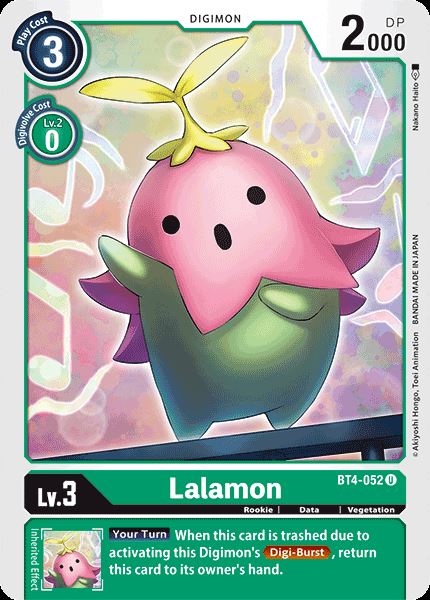 Play Cost
3
DIGIMON
DP
2000
Digivolve Cost
Lv.2
0
Nakano Haito
© Akiyoshi Hongo, Toei Animation BANDAI MADE IN JAPAN
Lv.3
Lalamon
BT4-052 U
Rookie | Data | Vegetation
Inherited Effect
Your Turn When this card is trashed due to
activating this Digimon's Digi-Burst, return
this card to its owner's hand.